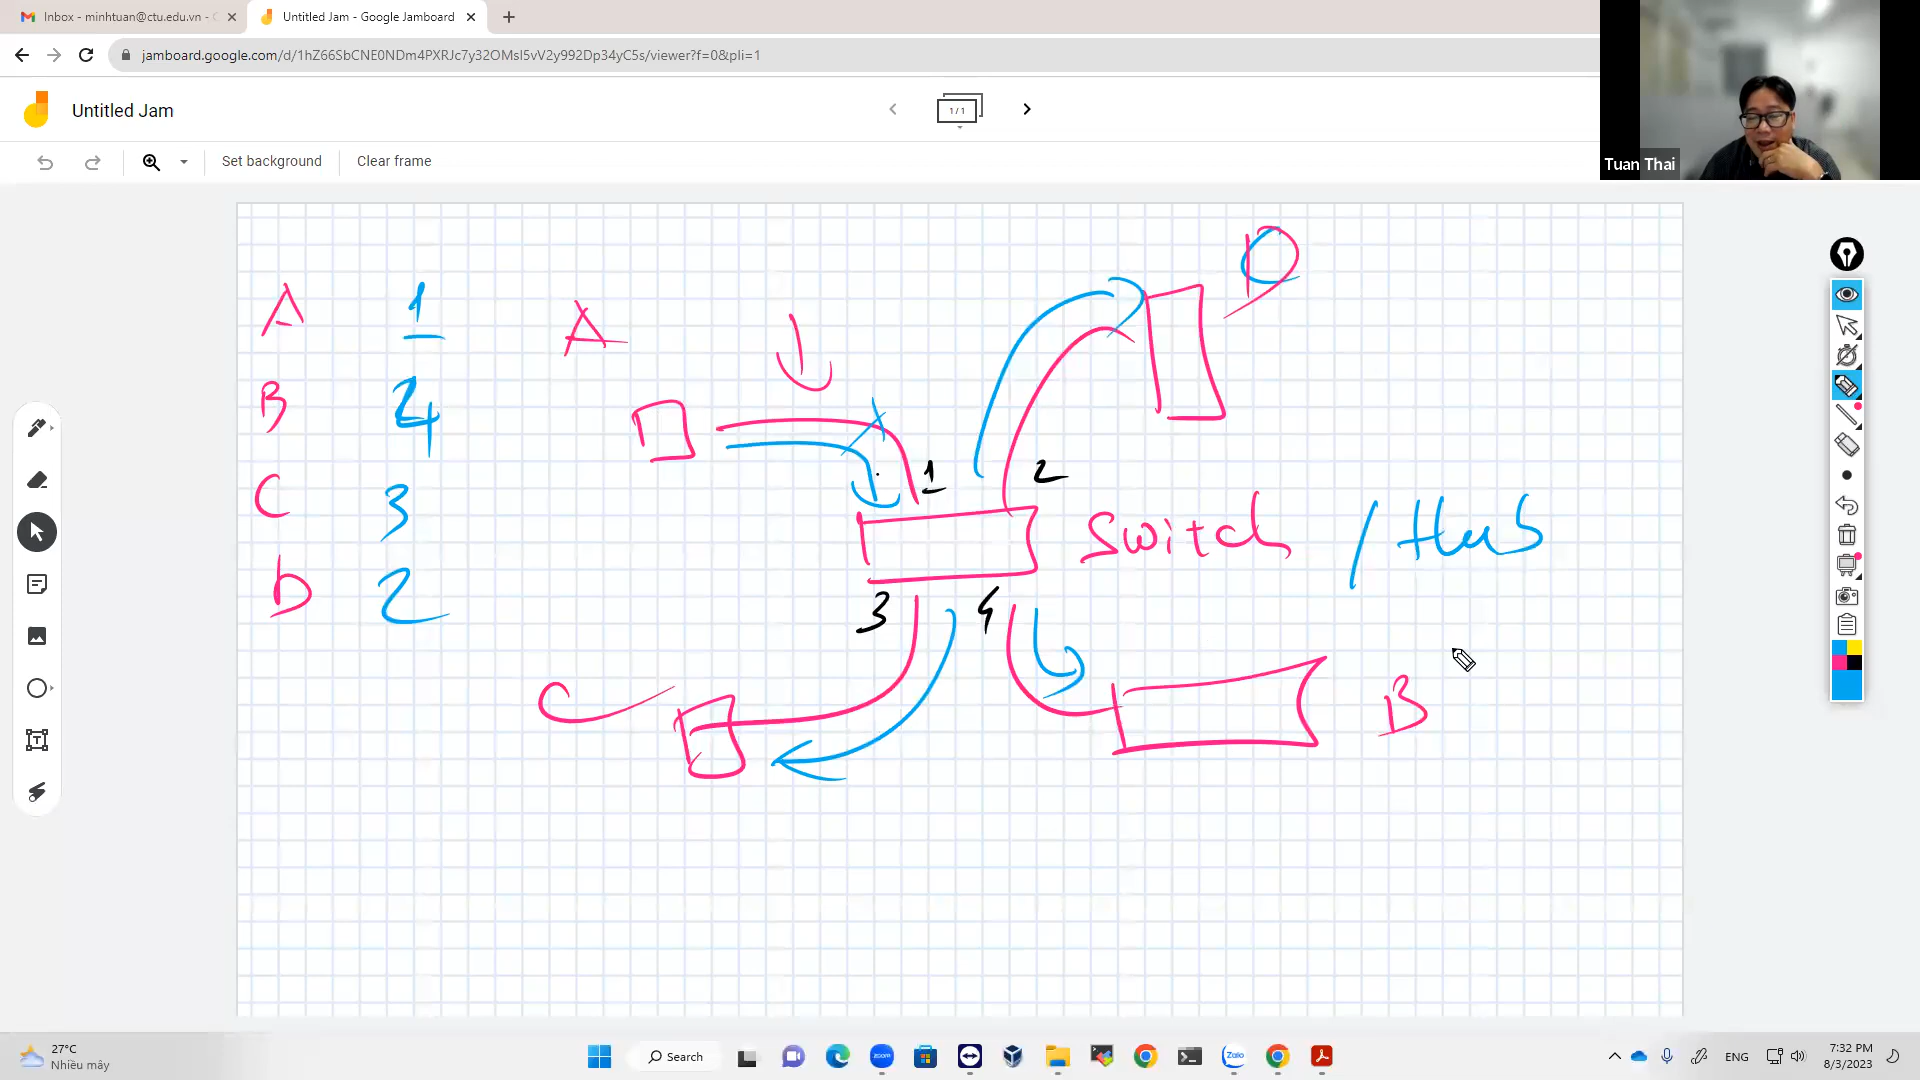 Inbox - minhtuan@ctu.edu.vn - C
Untitled Jam - Google Jamboard
jamboard.google.com/d/1hZ66SbCNE0NDm4PXRJc7y32OMsI5vV2y992Dp34yC5s/viewer?f=0&pli=1
Untitled Jam
1 / 1
Tuan Thai
Set background
Clear frame
D
A 1
A
B 4
1 2
C 3
Switch / Hub
D 2
3 4
C
B
27°C
Nhiều mây
Search
zoom
Zalo
ENG
7:32 PM
8/3/2023